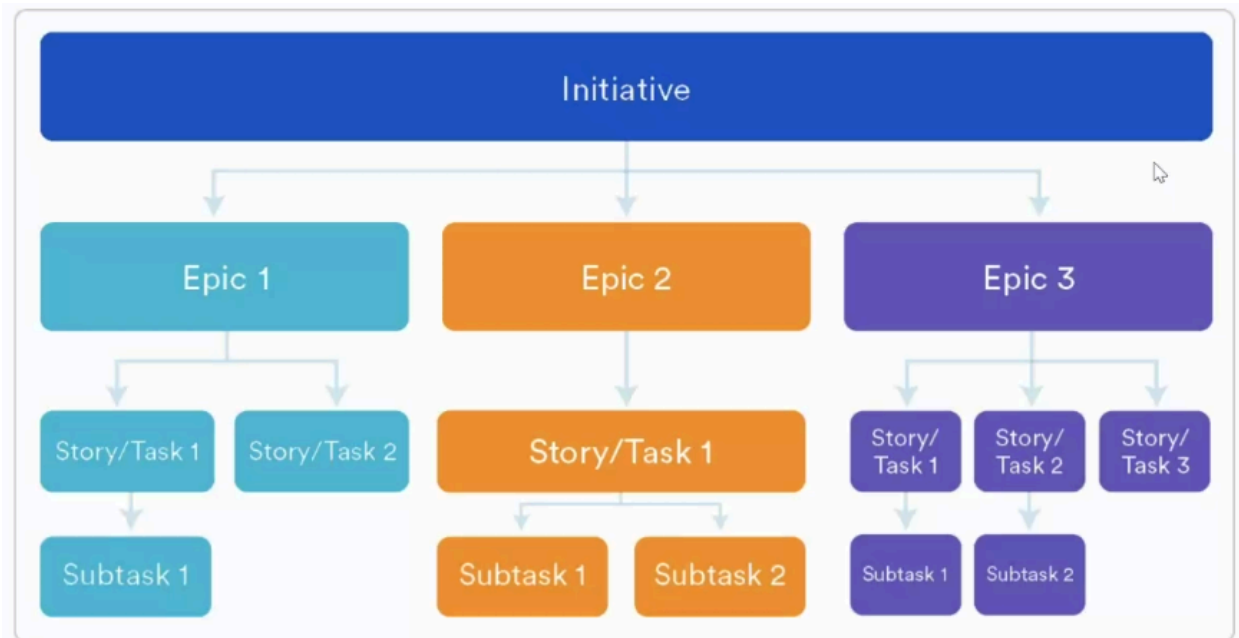 Initiative
Epic 1
Epic 2
Epic 3
Story/Task 1
Story/Task 2
Story/Task 1
Story/
Task 1
Story/
Task 2
Story/
Task 3
Subtask 1
Subtask 1
Subtask 2
Subtask 1
Subtask 2